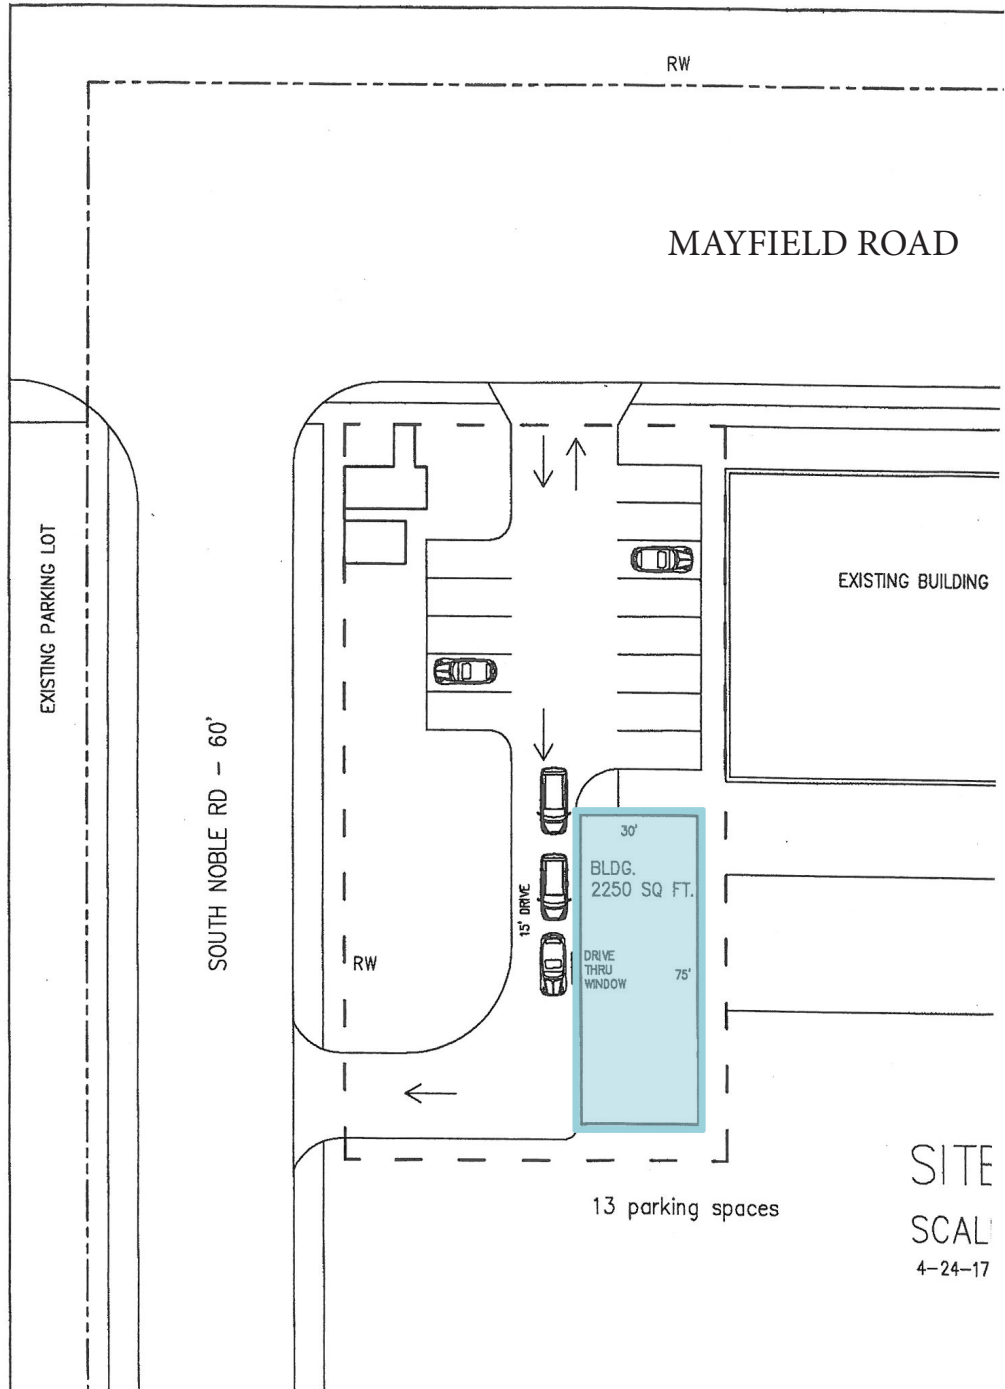 RW
MAYFIELD ROAD
EXISTING PARKING LOT
EXISTING BUILDING
SOUTH NOBLE RD - 60'
30'
BLDG.
2250 SQ FT.
15' DRIVE
DRIVE
THRU
WINDOW
75'
RW
13 parking spaces
SITE
SCAL
4-24-17